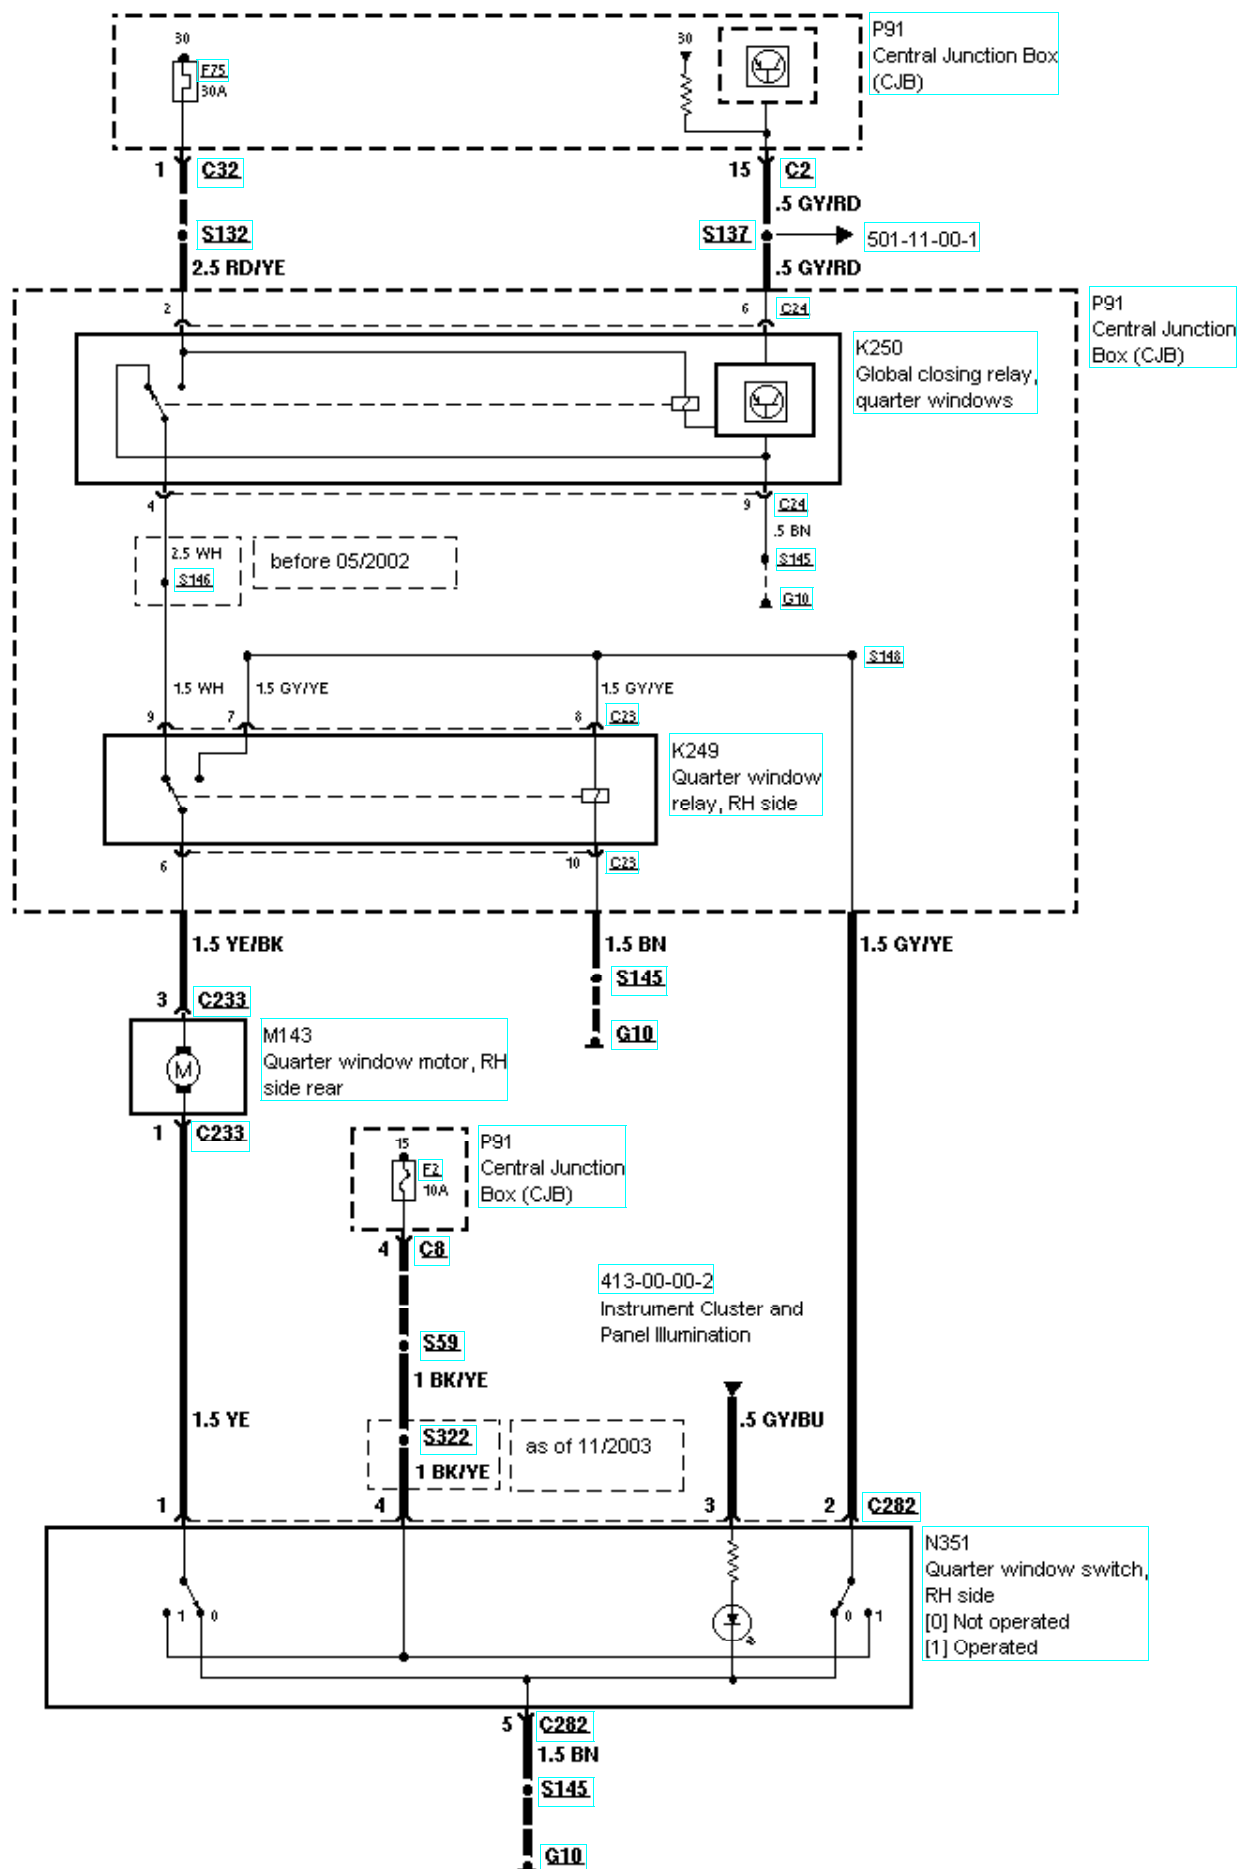 P91
Central Junction Box
(CJB)
30
F75
30A
30
1
C32
15
C2
.5 GY/RD
S132
S137
501-11-00-1
2.5 RD/YE
.5 GY/RD
P91
Central Junction
Box (CJB)
2
6
C24
K250
Global closing relay,
quarter windows
4
9
C24
.5 BN
2.5 WH
S146
before 05/2002
S145
G10
S148
1.5 WH
1.5 GY/YE
1.5 GY/YE
9
7
8
C23
K249
Quarter window
relay, RH side
6
10
C23
1.5 YE/BK
1.5 BN
1.5 GY/YE
S145
3
C233
G10
M143
Quarter window motor, RH
side rear
M
1
C233
15
F2
10A
P91
Central Junction
Box (CJB)
4
C8
413-00-00-2
Instrument Cluster and
Panel Illumination
S59
1 BK/YE
1.5 YE
.5 GY/BU
S322
as of 11/2003
1 BK/YE
1
4
3
2
C282
N351
Quarter window switch,
RH side
[0] Not operated
[1] Operated
1
0
0
1
5
C282
1.5 BN
S145
G10